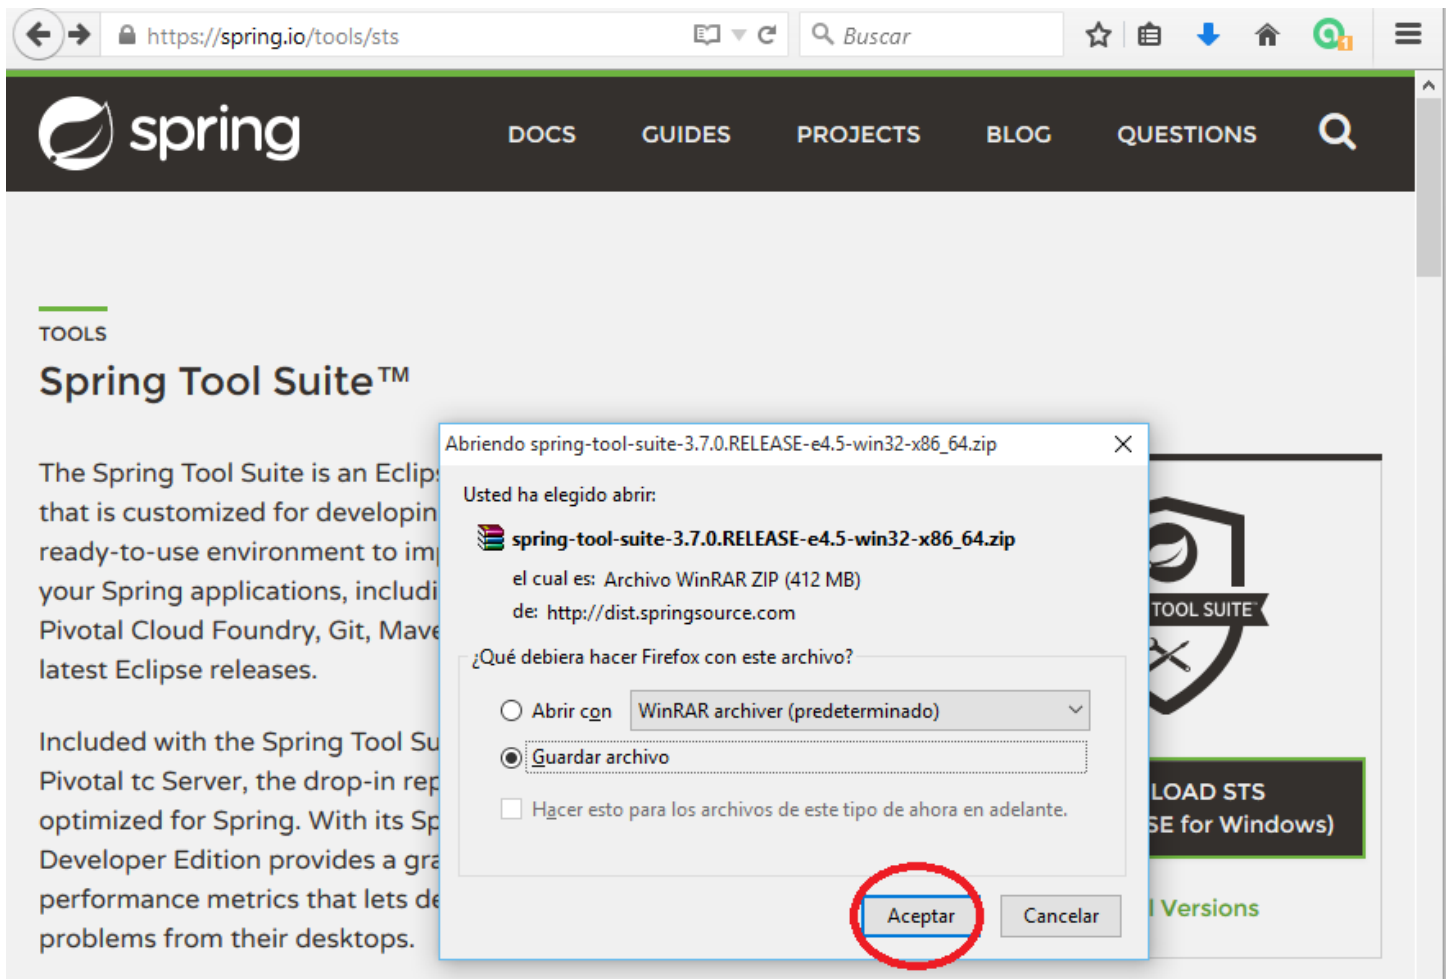 https://spring.io/tools/sts
Buscar
1
spring
DOCS GUIDES PROJECTS BLOG QUESTIONS
TOOLS
Spring Tool Suite™
The Spring Tool Suite is an Eclip
that is customized for developin
ready-to-use environment to im
your Spring applications, includi
Pivotal Cloud Foundry, Git, Mave
latest Eclipse releases.
Included with the Spring Tool Su
Pivotal tc Server, the drop-in rep
optimized for Spring. With its Sp
Developer Edition provides a gra
performance metrics that lets de
problems from their desktops.
Abriendo spring-tool-suite-3.7.0.RELEASE-e4.5-win32-x86_64.zip
Usted ha elegido abrir:
spring-tool-suite-3.7.0.RELEASE-e4.5-win32-x86_64.zip
el cual es: Archivo WinRAR ZIP (412 MB)
de: http://dist.springsource.com
¿Qué debiera hacer Firefox con este archivo?
Abrir con WinRAR archiver (predeterminado)
Guardar archivo
Hacer esto para los archivos de este tipo de ahora en adelante.
Aceptar Cancelar
TOOL SUITE™
LOAD STS
SE for Windows)
l Versions